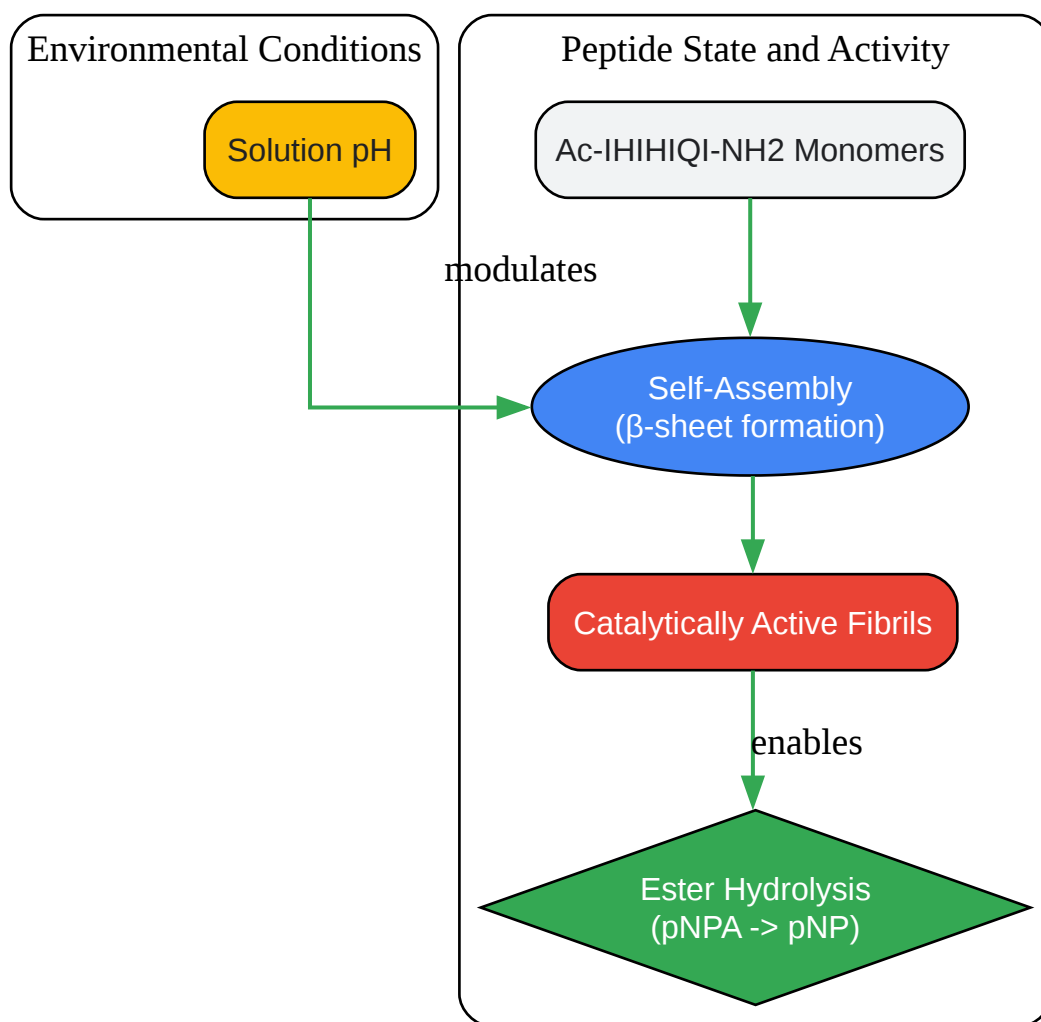 Environmental Conditions
Solution pH
Peptide State and Activity
Ac-IHIHIQI-NH2 Monomers
modulates
Self-Assembly
(β-sheet formation)
Catalytically Active Fibrils
enables
Ester Hydrolysis
(pNPA -> pNP)